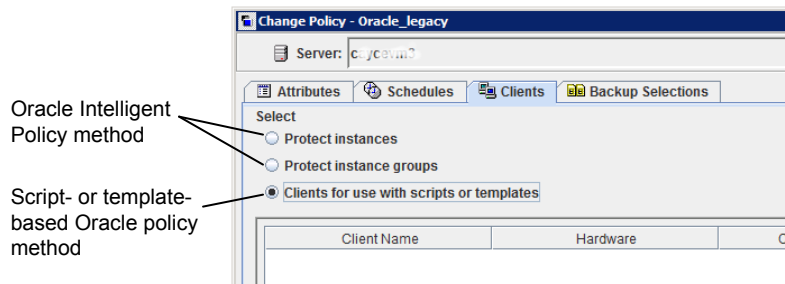 Change Policy - Oracle_legacy
Server:
Attributes
Schedules
Clients
Backup Selections
Select
Oracle Intelligent
Policy method
Protect instances
Protect instance groups
Script- or template-
based Oracle policy
method
Clients for use with scripts or templates
Client Name
Hardware